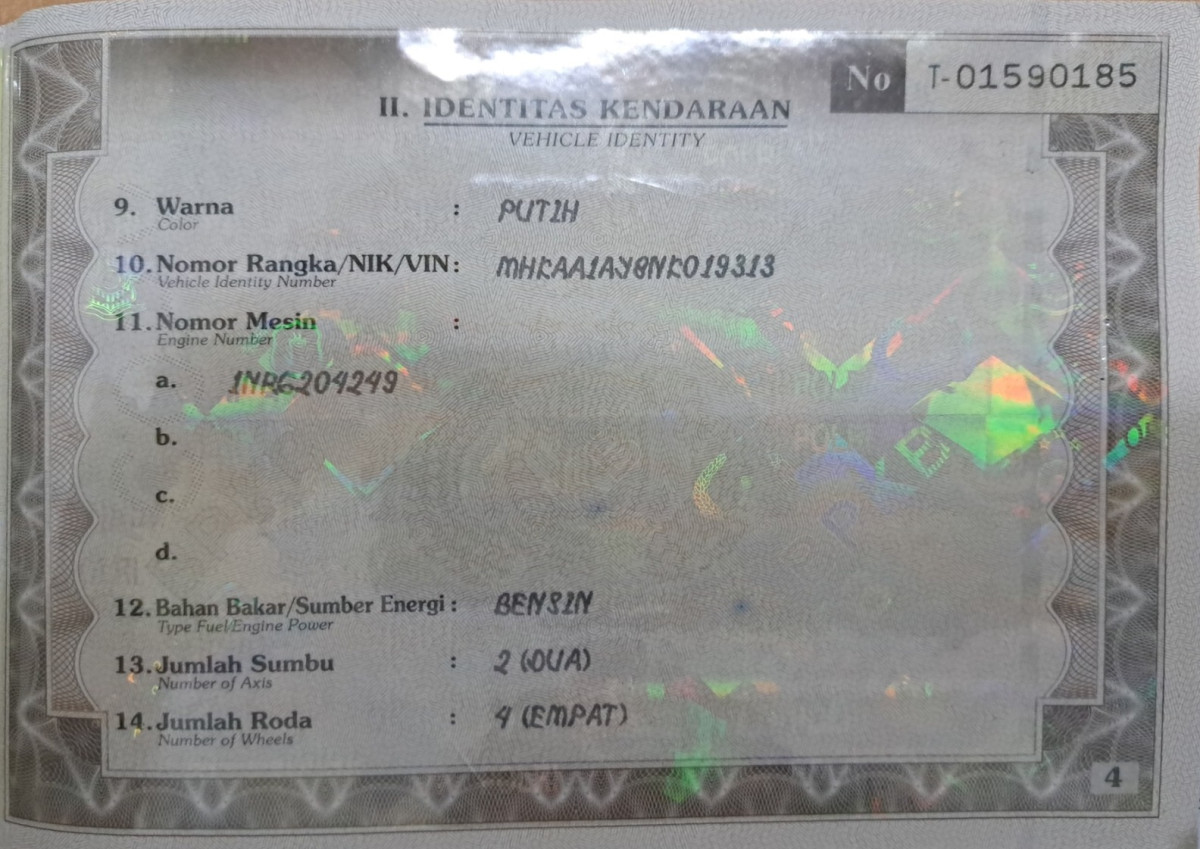 No T-01590185
II. IDENTITAS KENDARAAN
VEHICLE IDENTITY
9. Warna : PUTIH
Color
10. Nomor Rangka/NIK/VIN: MHKAA1AY8NK019313
Vehicle Identity Number
11. Nomor Mesin :
Engine Number
a. 1NRG204249
b.
c.
d.
12. Bahan Bakar/Sumber Energi : BENSIN
Type Fuel/Engine Power
13. Jumlah Sumbu : 2 (DUA)
Number of Axis
14. Jumlah Roda : 4 (EMPAT)
Number of Wheels
4